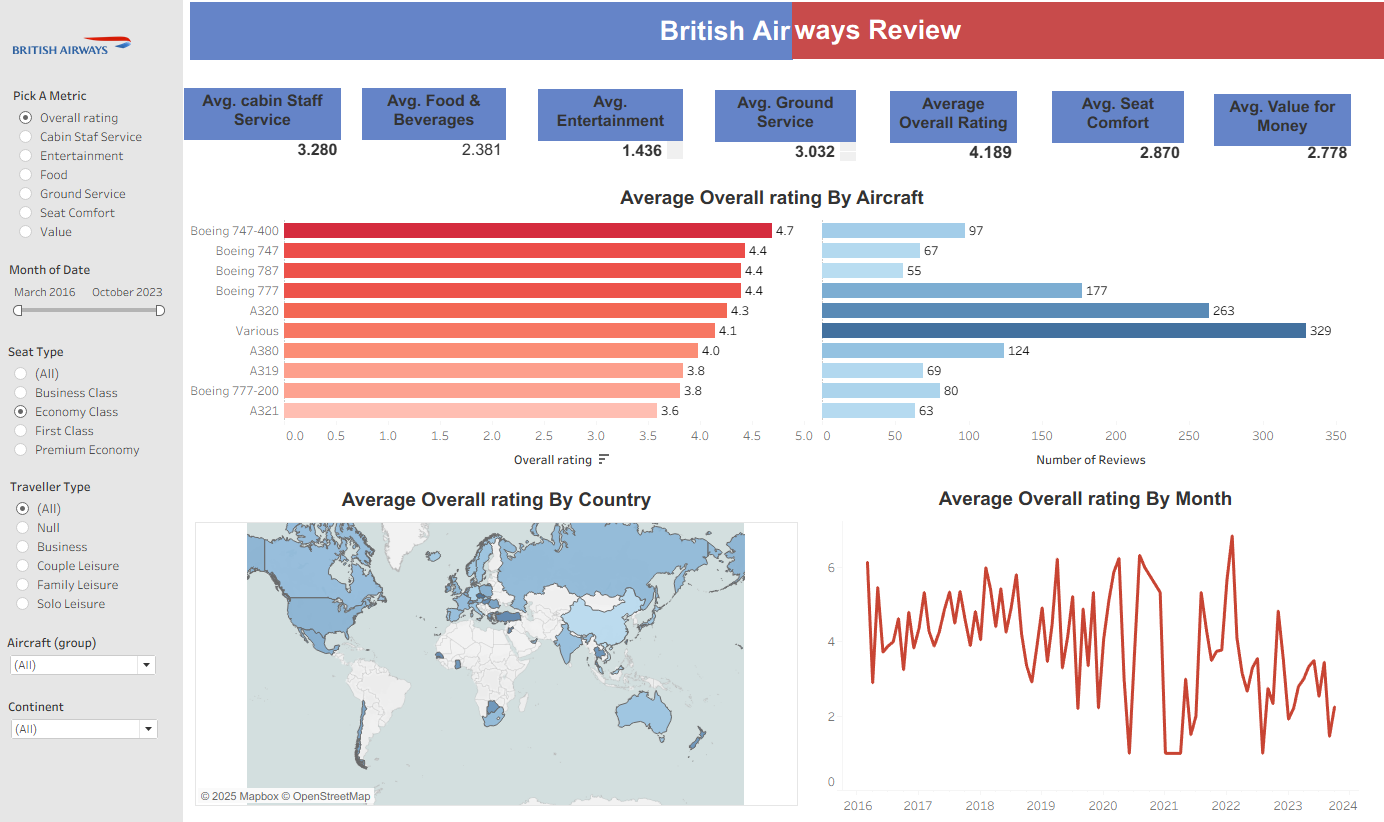 British Airways Review
BRITISH AIRWAYS
Pick A Metric
Overall rating
Cabin Staf Service
Entertainment
Food
Ground Service
Seat Comfort
Value
Month of Date
March 2016 October 2023
Seat Type
(All)
Business Class
Economy Class
First Class
Premium Economy
Traveller Type
(All)
Null
Business
Couple Leisure
Family Leisure
Solo Leisure
Aircraft (group)
(All)
Continent
(All)
Avg. cabin Staff
Service
3.280
Avg. Food &
Beverages
2.381
Avg.
Entertainment
1.436
Avg. Ground
Service
3.032
Average
Overall Rating
4.189
Avg. Seat
Comfort
2.870
Avg. Value for
Money
2.778
Average Overall rating By Aircraft
Boeing 747-400 4.7 97
Boeing 747 4.4 67
Boeing 787 4.4 55
Boeing 777 4.4 177
A320 4.3 263
Various 4.1 329
A380 4.0 124
A319 3.8 69
Boeing 777-200 3.8 80
A321 3.6 63
0.0 0.5 1.0 1.5 2.0 2.5 3.0 3.5 4.0 4.5 5.0 0 50 100 150 200 250 300 350
Overall rating Number of Reviews
Average Overall rating By Country
© 2025 Mapbox © OpenStreetMap
Average Overall rating By Month
6
4
2
0
2016 2017 2018 2019 2020 2021 2022 2023 2024